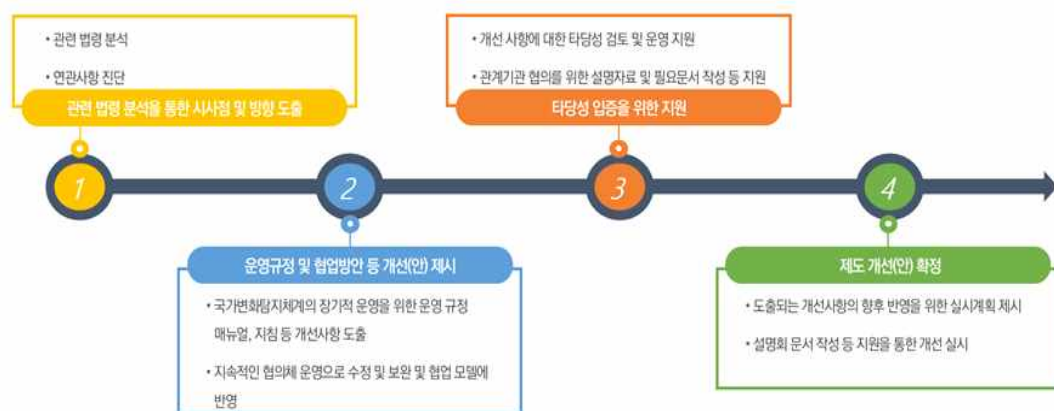 • 관련 법령 분석
• 연관사항 진단
관련 법령 분석을 통한 시사점 및 방향 도출
1
2
운영규정 및 협업방안 등 개선(안) 제시
• 국가변화탐지체계의 장기적 운영을 위한 운영 규정
매뉴얼, 지침 등 개선사항 도출
• 지속적인 협의체 운영으로 수정 및 보완 및 협업 모델에
반영
• 개선 사항에 대한 타당성 검토 및 운영 지원
• 관계기관 협의를 위한 설명자료 및 필요문서 작성 등 지원
타당성 입증을 위한 지원
3
4
제도 개선(안) 확정
• 도출되는 개선사항의 향후 반영을 위한 실시계획 제시
• 설명회 문서 작성 등 지원을 통한 개선 실시